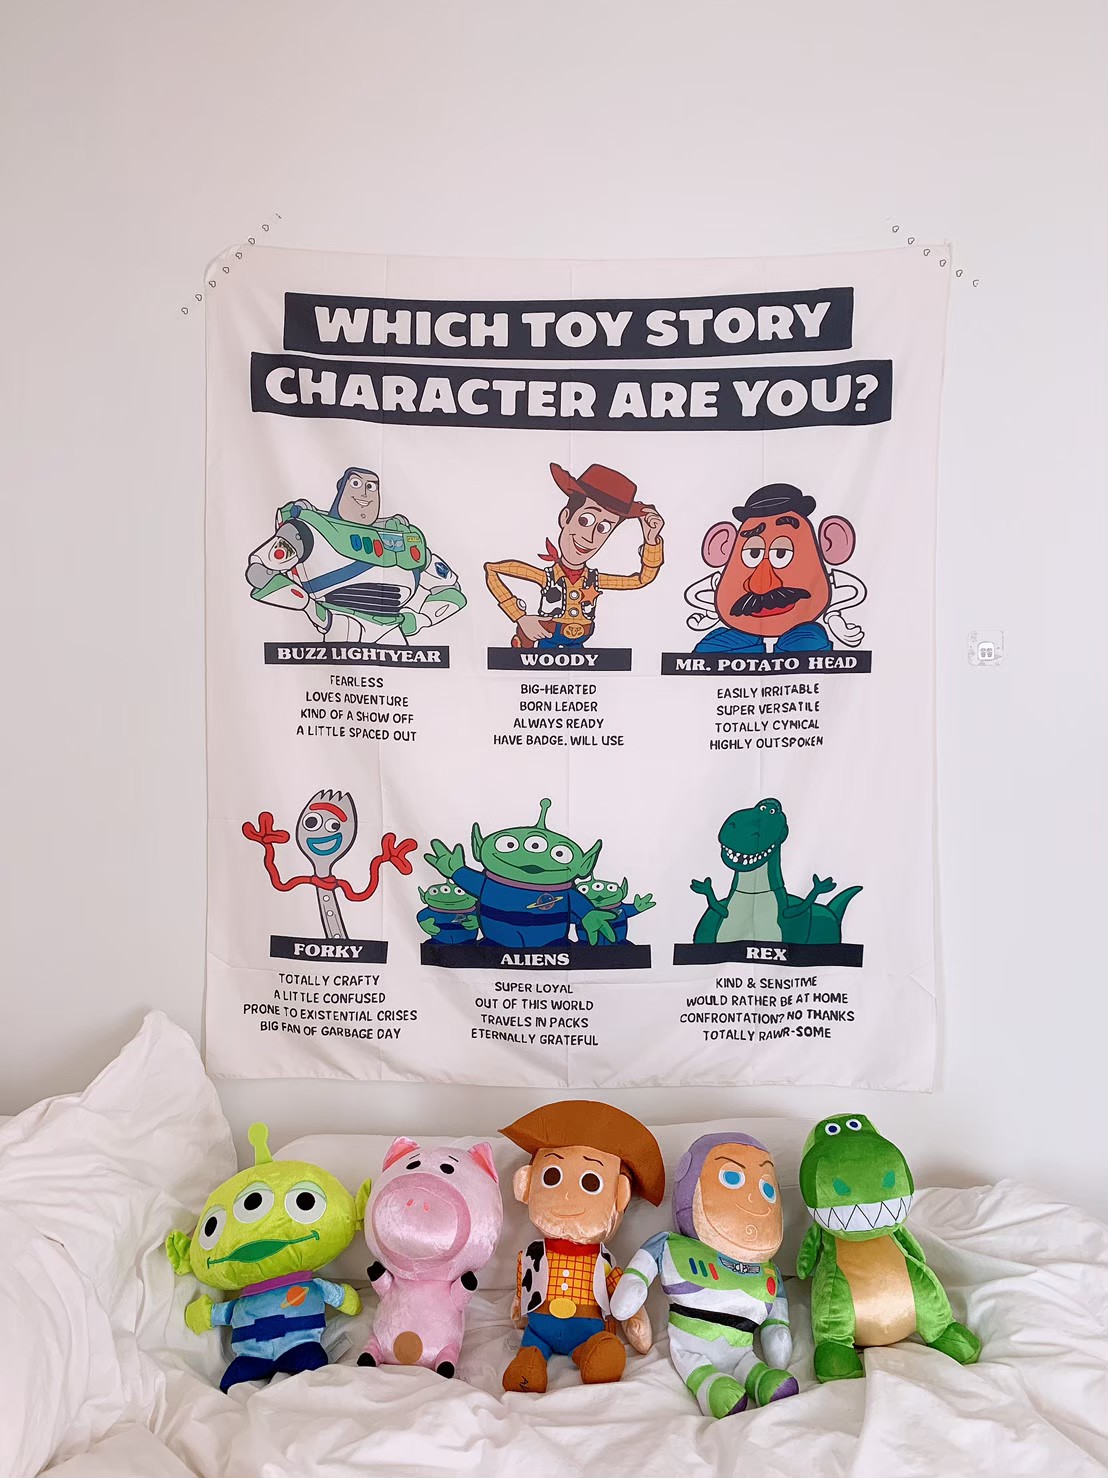 WHICH TOY STORY
CHARACTER ARE YOU?
BUZZ LIGHTYEAR
FEARLESS
LOVES ADVENTURE
KIND OF A SHOW OFF
A LITTLE SPACED OUT
WOODY
BIG-HEARTED
BORN LEADER
ALWAYS READY
HAVE BADGE. WILL USE
MR. POTATO HEAD
EASILY IRRITABLE
SUPER VERSATILE
TOTALLY CYNICAL
HIGHLY OUTSPOKEN
FORKY
TOTALLY CRAFTY
A LITTLE CONFUSED
PRONE TO EXISTENTIAL CRISES
BIG FAN OF GARBAGE DAY
ALIENS
SUPER LOYAL
OUT OF THIS WORLD
TRAVELS IN PACKS
ETERNALLY GRATEFUL
REX
KIND & SENSITIVE
WOULD RATHER BE AT HOME
CONFRONTATION? NO THANKS
TOTALLY RAWR-SOME